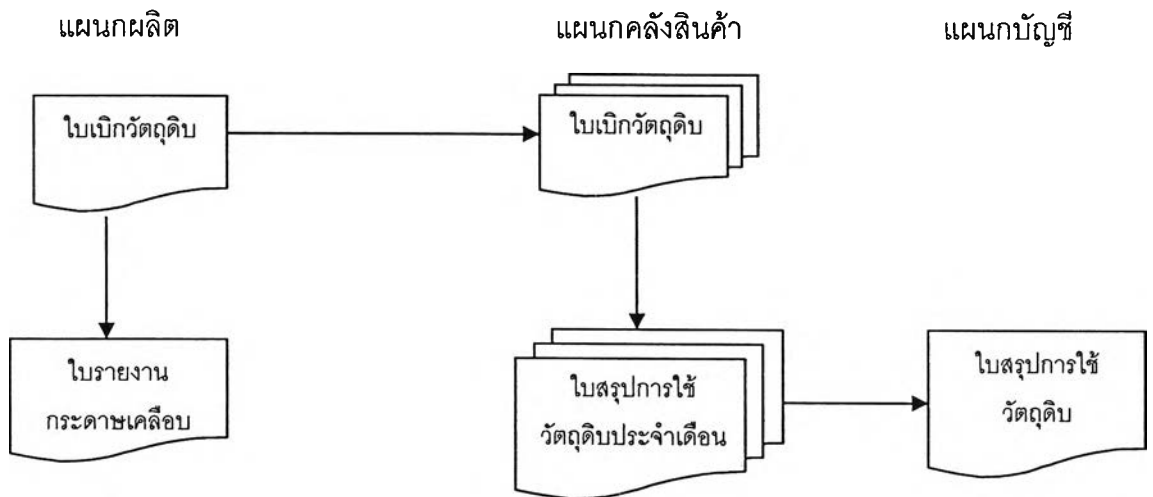 แผนกผลิต
แผนกคลังสินค้า
แผนกบัญชี
ใบเบิกวัตถุดิบ
ใบเบิกวัตถุดิบ
ใบรายงาน
กระดาษเคลือบ
ใบสรุปการใช้
วัตถุดิบประจำเดือน
ใบสรุปการใช้
วัตถุดิบ